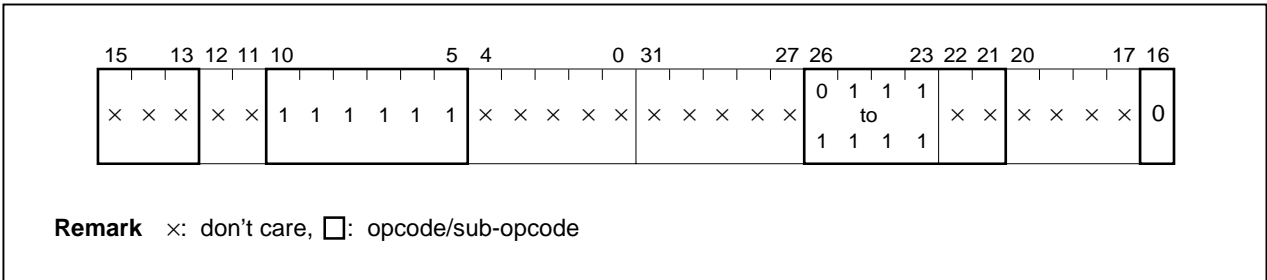 15 13 12 11 10 5 4 0 31 27 26 23 22 21 20 17 16
0 1 1 1
× × × × × 1 1 1 1 1 1 × × × × × × × × × × to × × × × × × 0
1 1 1 1
Remark ×: don't care, □: opcode/sub-opcode